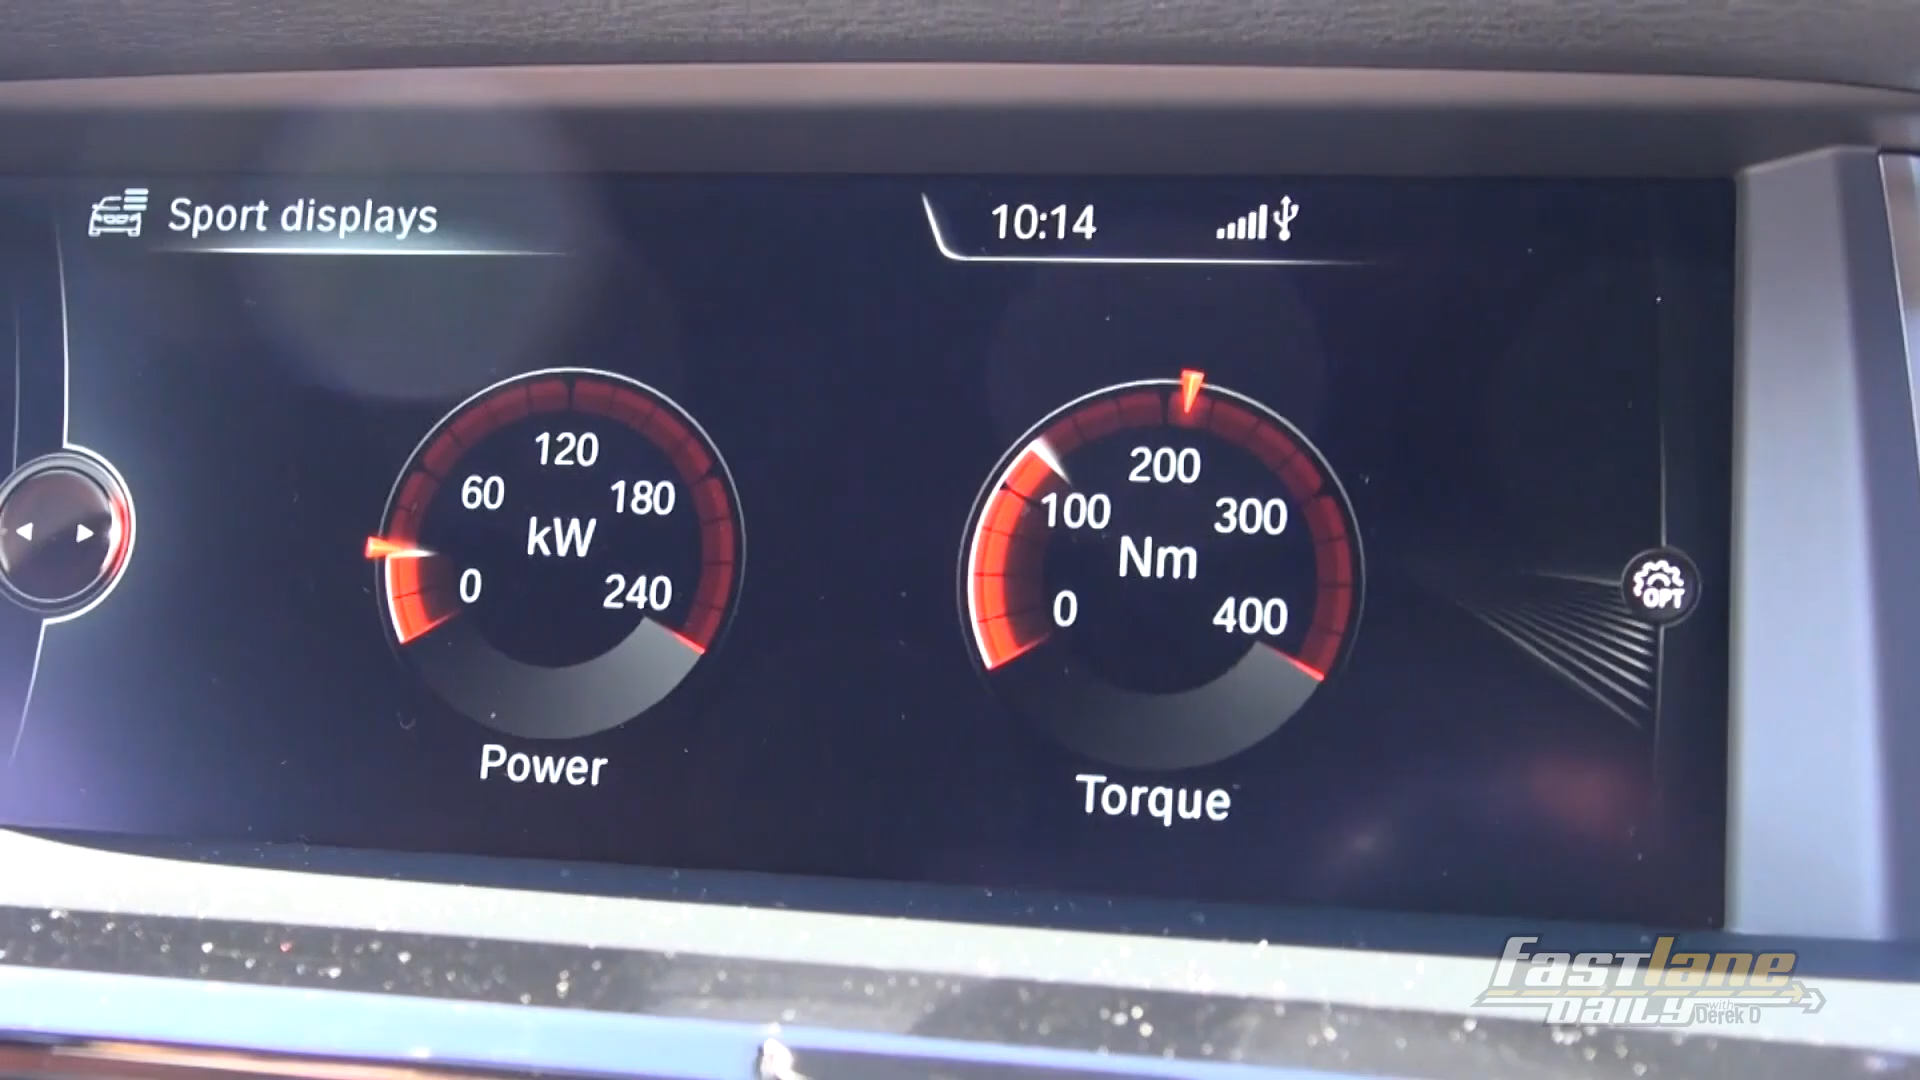 Sport displays
10:14
120
60
180
kW
0
240
Power
200
100
300
Nm
0
400
Torque
OPT
fastlane
DAILY with Derek D